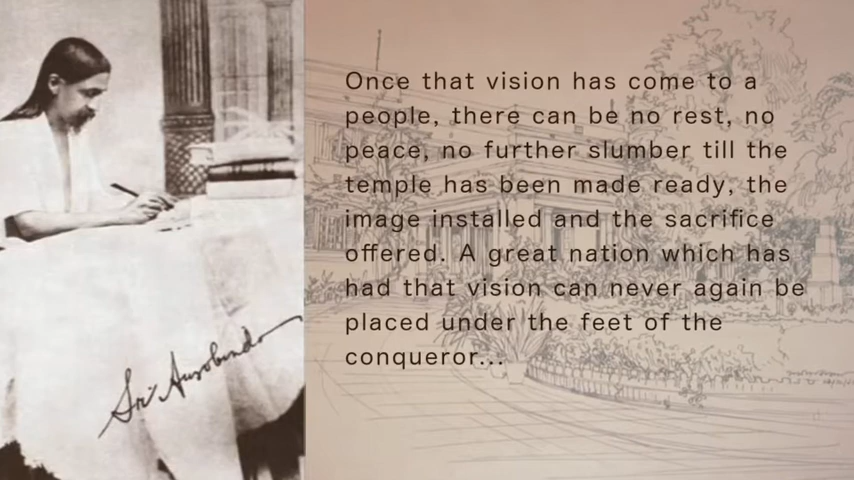 Once that vision has come to a
people, there can be no rest, no
peace, no further slumber till the
temple has been made ready, the
image installed and the sacrifice
offered. A great nation which has
had that vision can never again be
placed under the feet of the
conqueror...
Sri Aurobindo